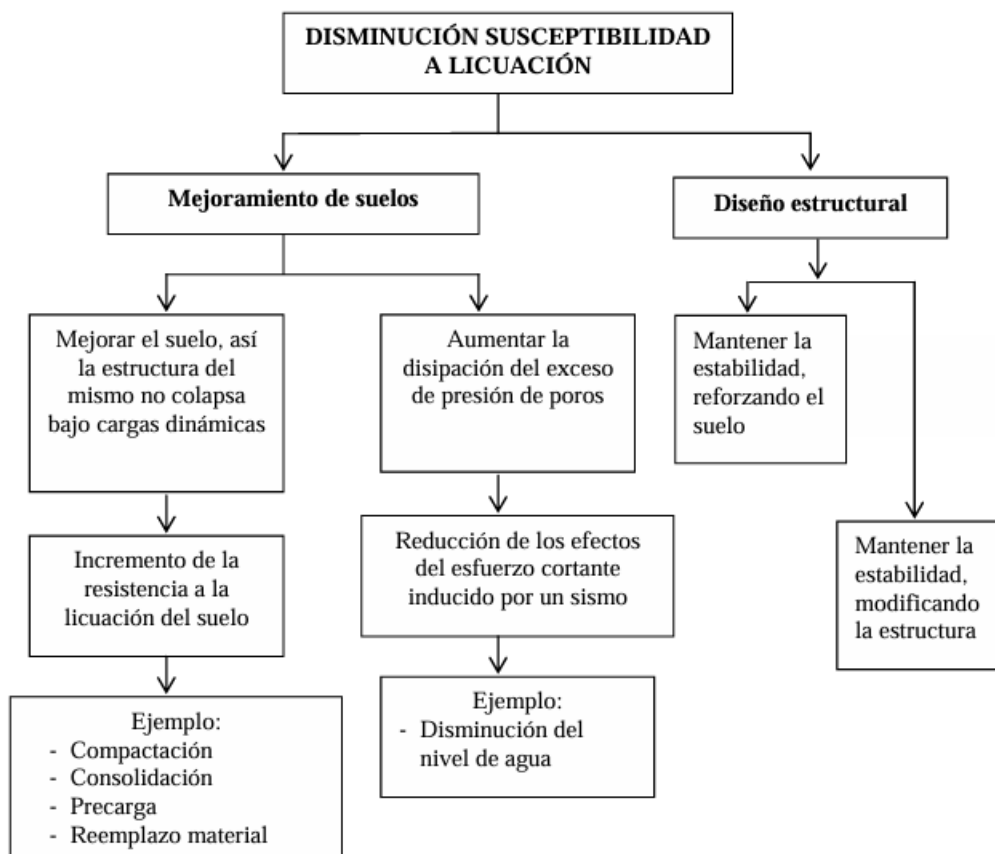 DISMINUCIÓN SUSCEPTIBILIDAD
A LICUACIÓN
Mejoramiento de suelos
Diseño estructural
Mejorar el suelo, así
la estructura del
mismo no colapsa
bajo cargas dinámicas
Aumentar la
disipación del exceso
de presión de poros
Mantener la
estabilidad,
reforzando el
suelo
Incremento de la
resistencia a la
licuación del suelo
Reducción de los efectos
del esfuerzo cortante
inducido por un sismo
Mantener la
estabilidad,
modificando
la estructura
Ejemplo:
- Compactación
- Consolidación
- Precarga
- Reemplazo material
Ejemplo:
- Disminución del
nivel de agua